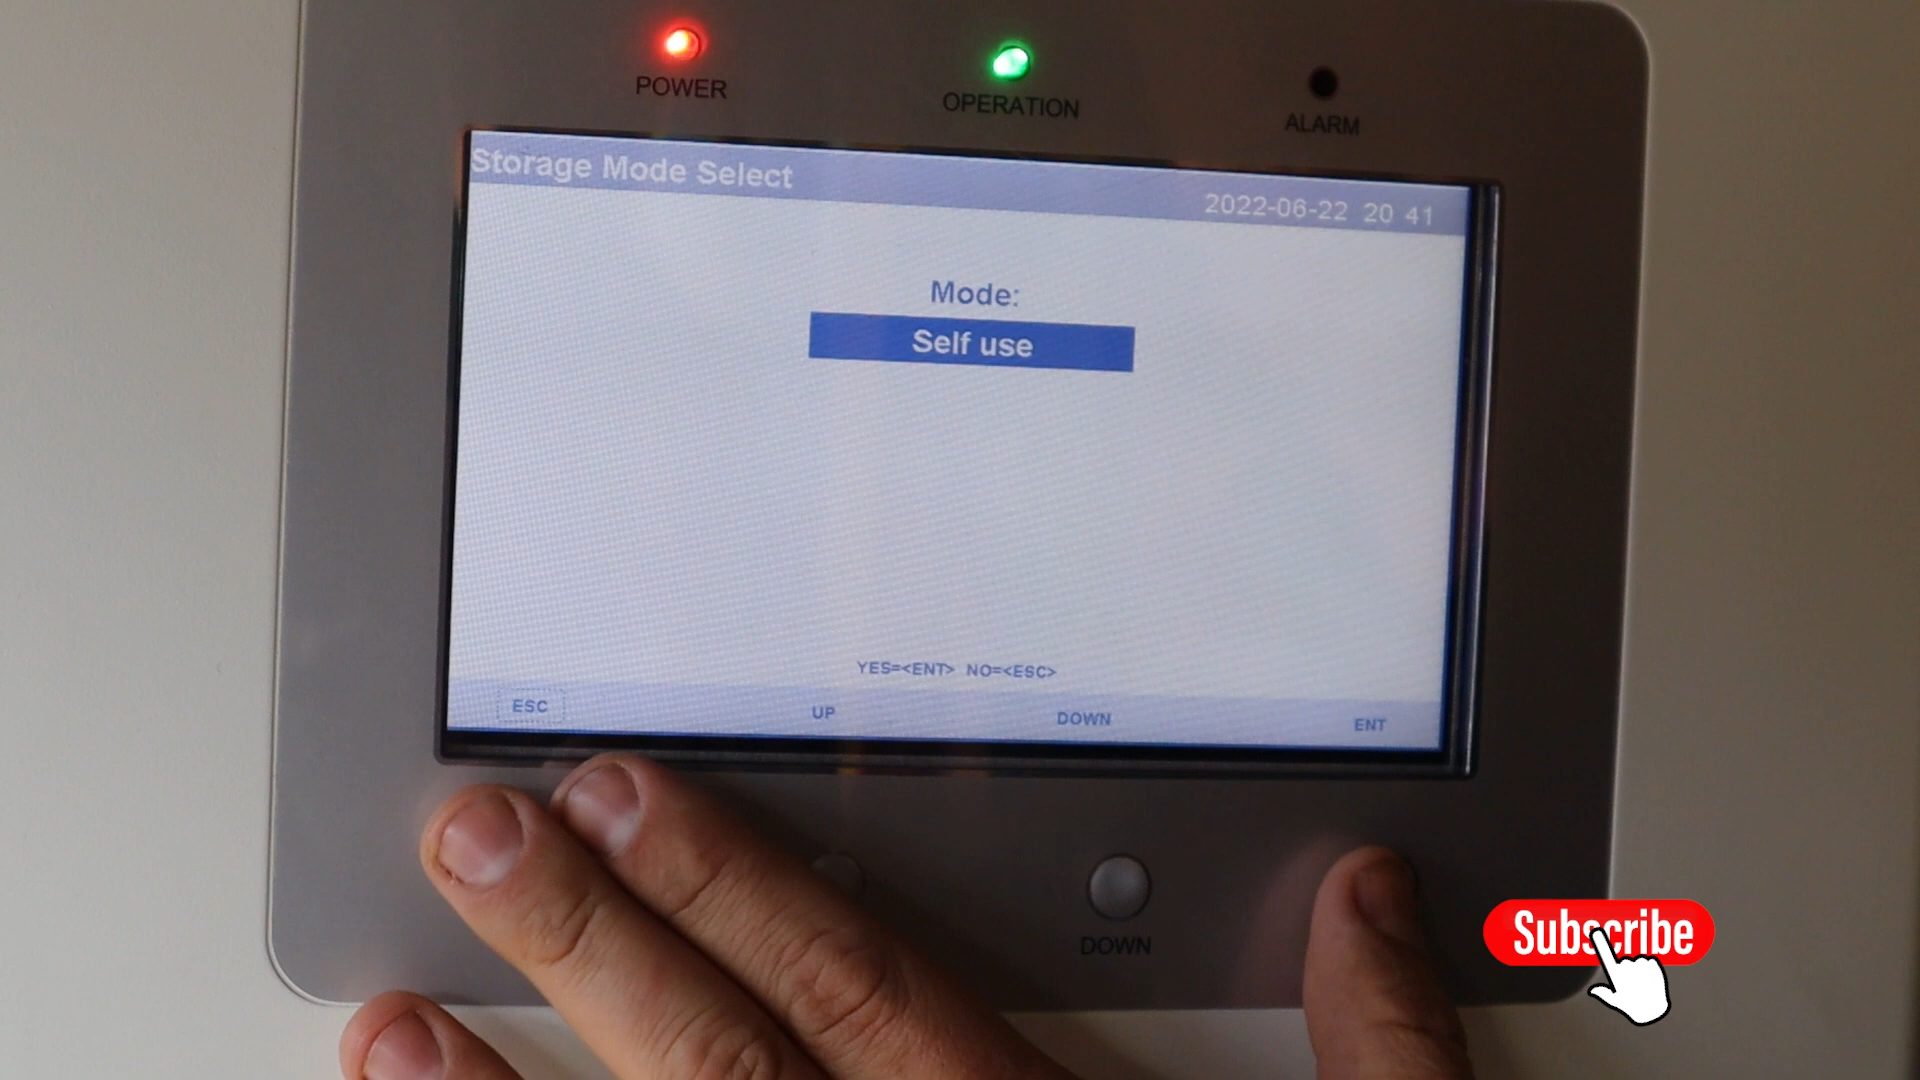 POWER
OPERATION
ALARM
Storage Mode Select
2022-06-22 20 41
Mode:
Self use
YES=<ENT> NO=<ESC>
ESC
UP
DOWN
ENT
DOWN
Subscribe